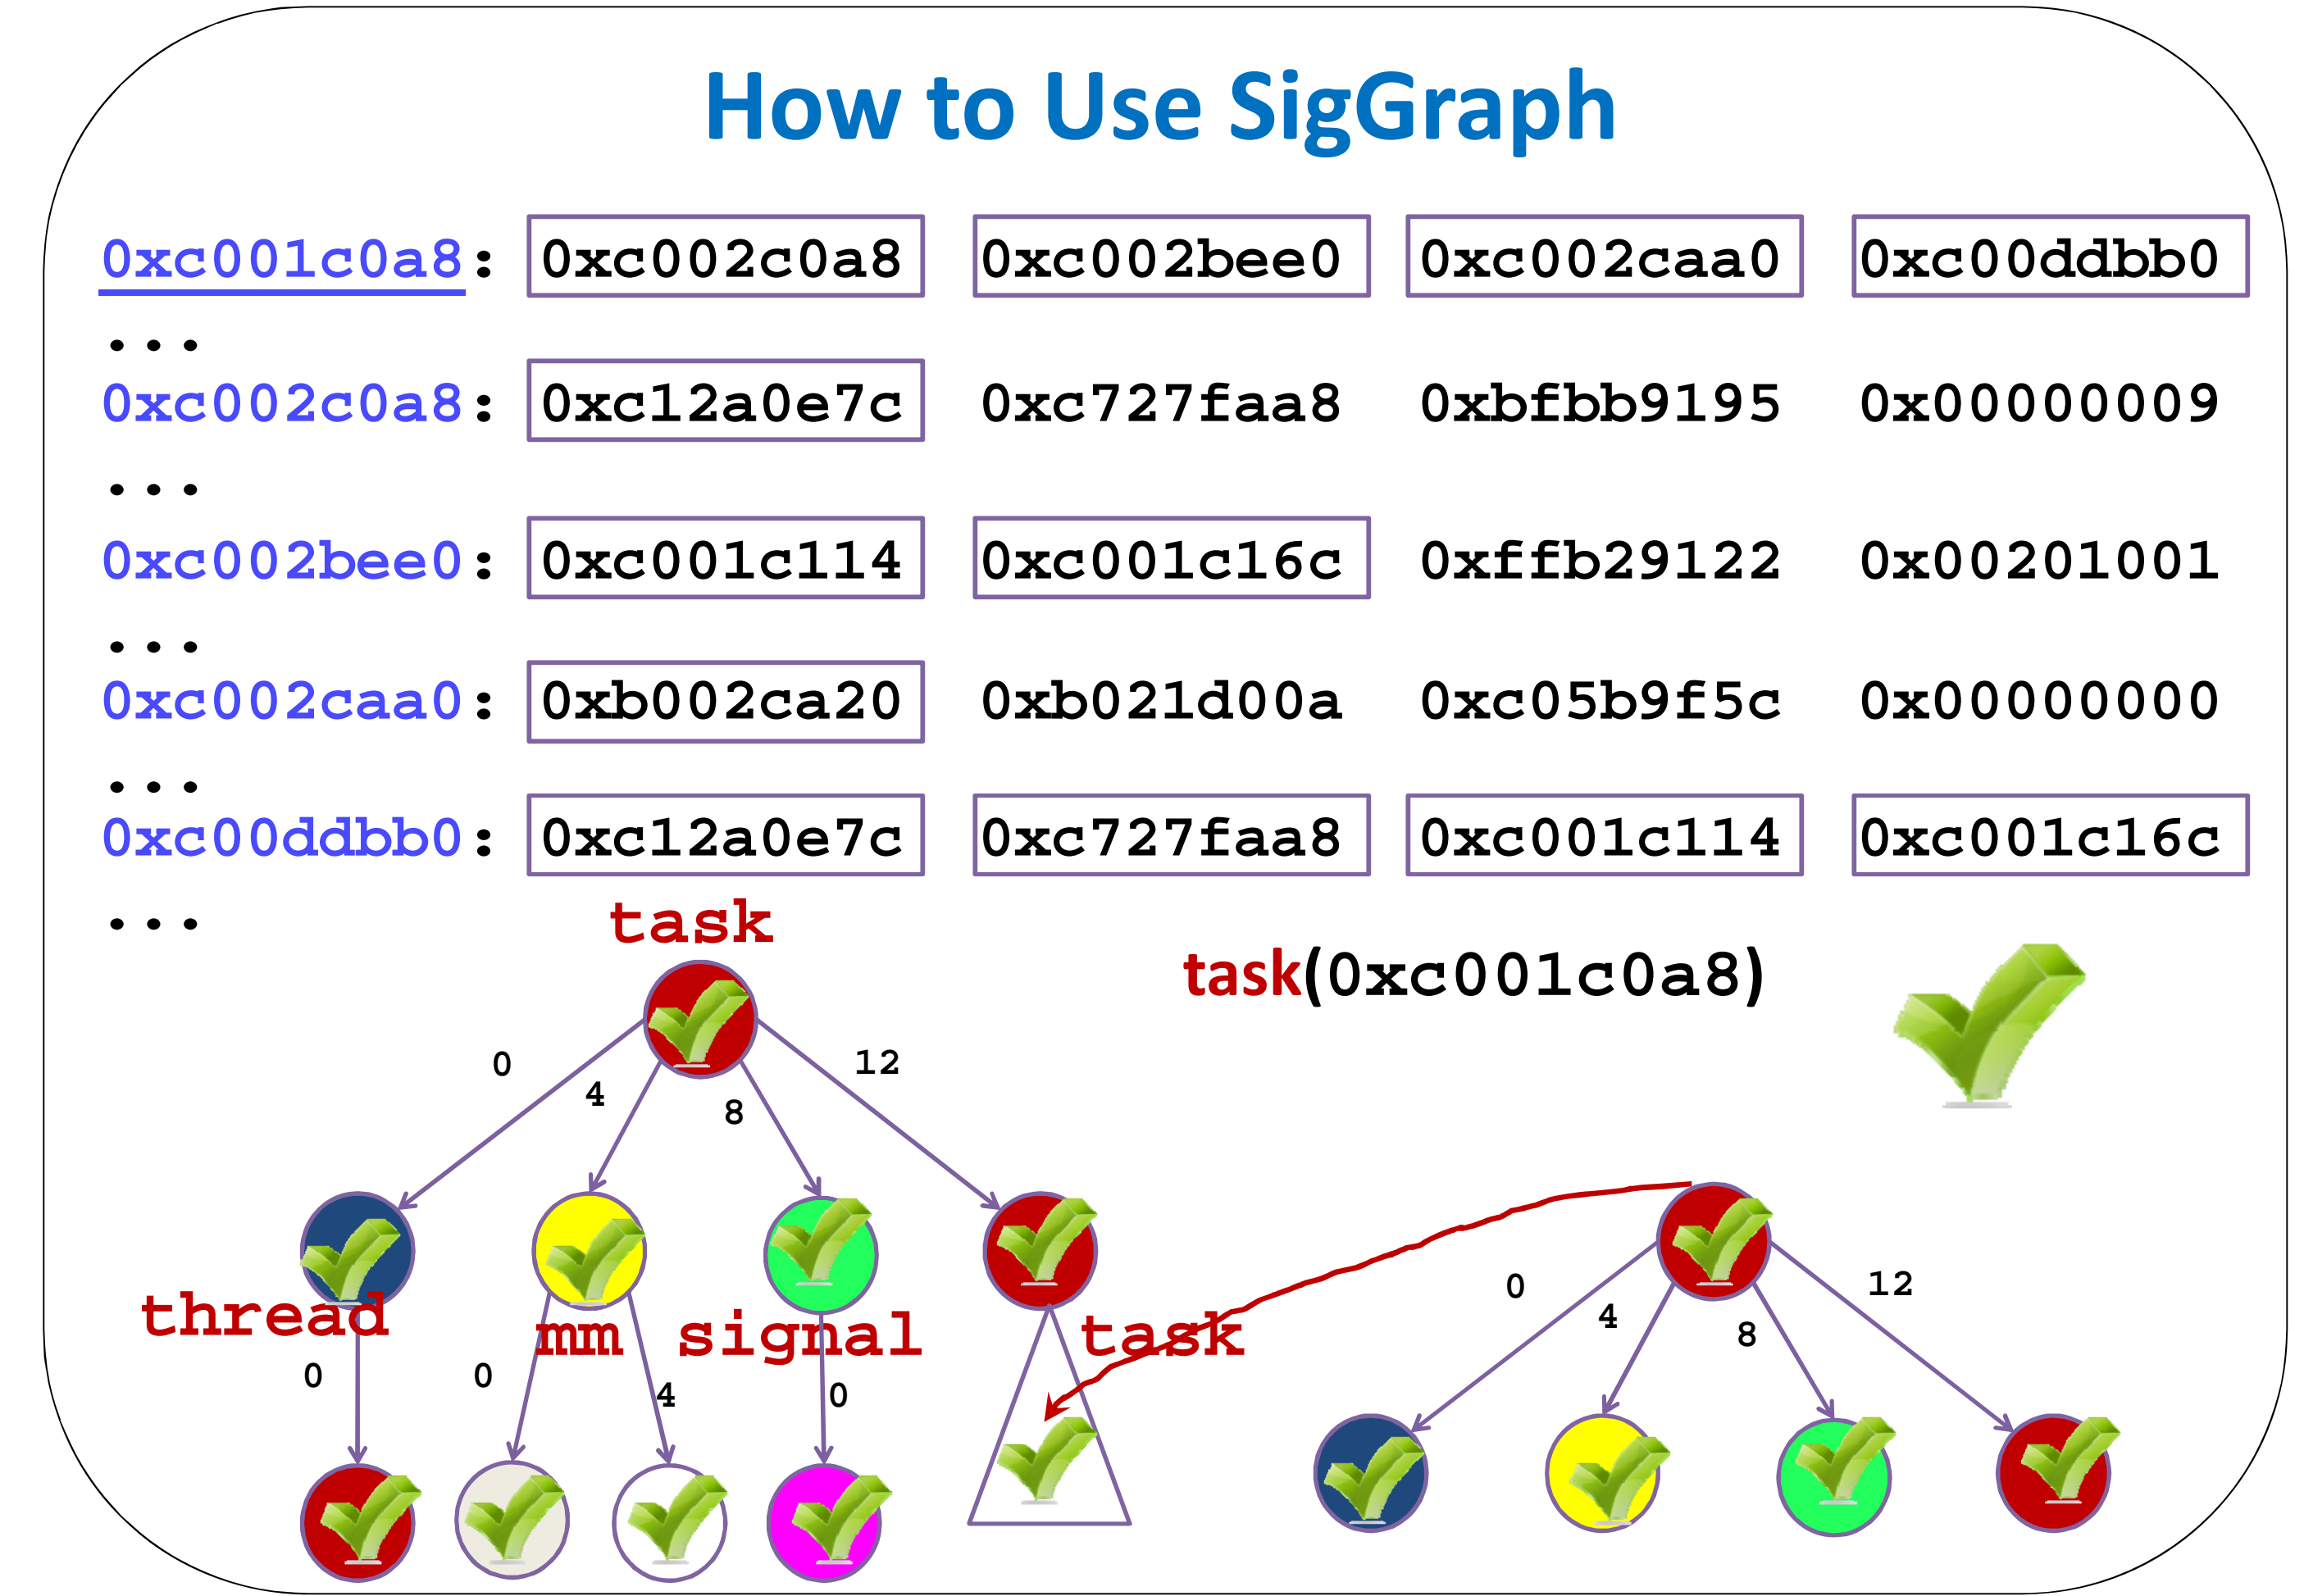 How to Use SigGraph
0xc001c0a8: 0xc002c0a8 0xc002bee0 0xc002caa0 0xc00ddbb0
...
0xc002c0a8: 0xc12a0e7c 0xc727faa8 0xbfbb9195 0x00000009
...
0xc002bee0: 0xc001c114 0xc001c16c 0xffb29122 0x00201001
...
0xc002caa0: 0xb002ca20 0xb021d00a 0xc05b9f5c 0x00000000
...
0xc00ddbb0: 0xc12a0e7c 0xc727faa8 0xc001c114 0xc001c16c
...
task
task(0xc001c0a8)
0 4 8 12
thread mm signal task
0 0 4 0
0 4 8 12